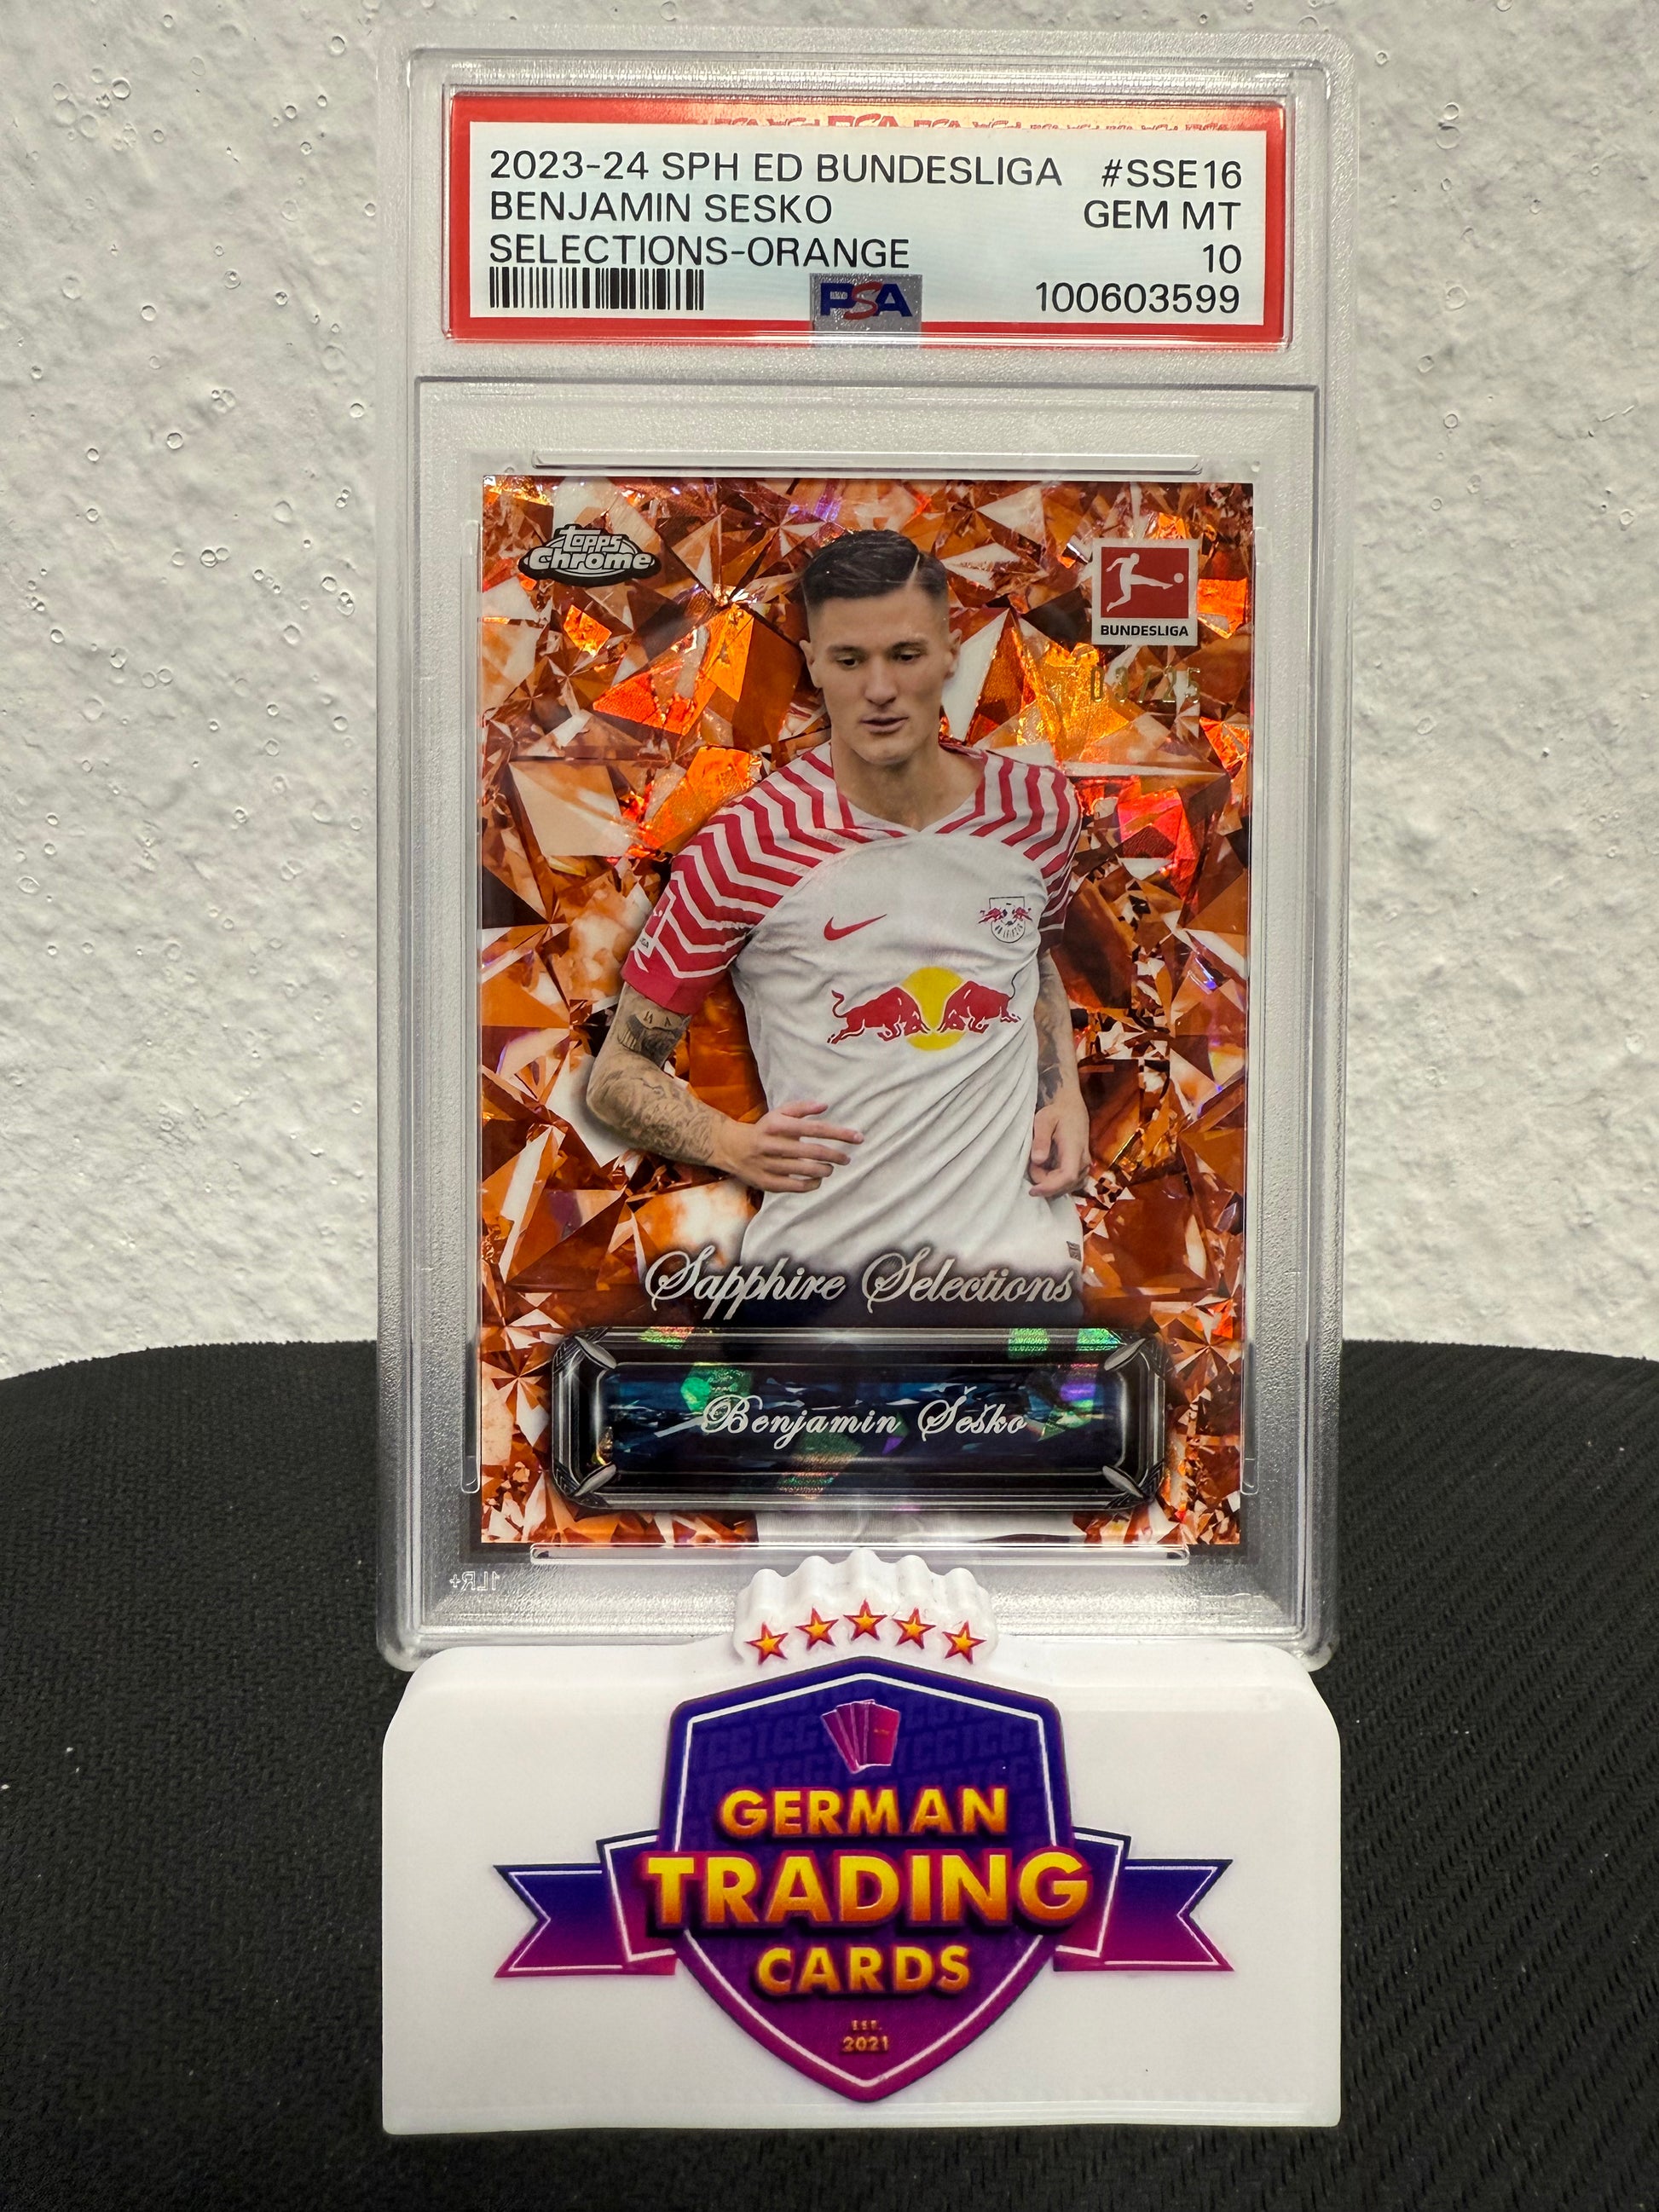 2023-24 SPH ED BUNDESLIGA #SSE16
BENJAMIN SESKO GEM MT
SELECTIONS-ORANGE 10
PSA 100603599
Topps
Chrome
BUNDESLIGA
Sapphire Selections
Benjamin Šeško
1LR+
GERMAN
TRADING
CARDS
EST.
2021